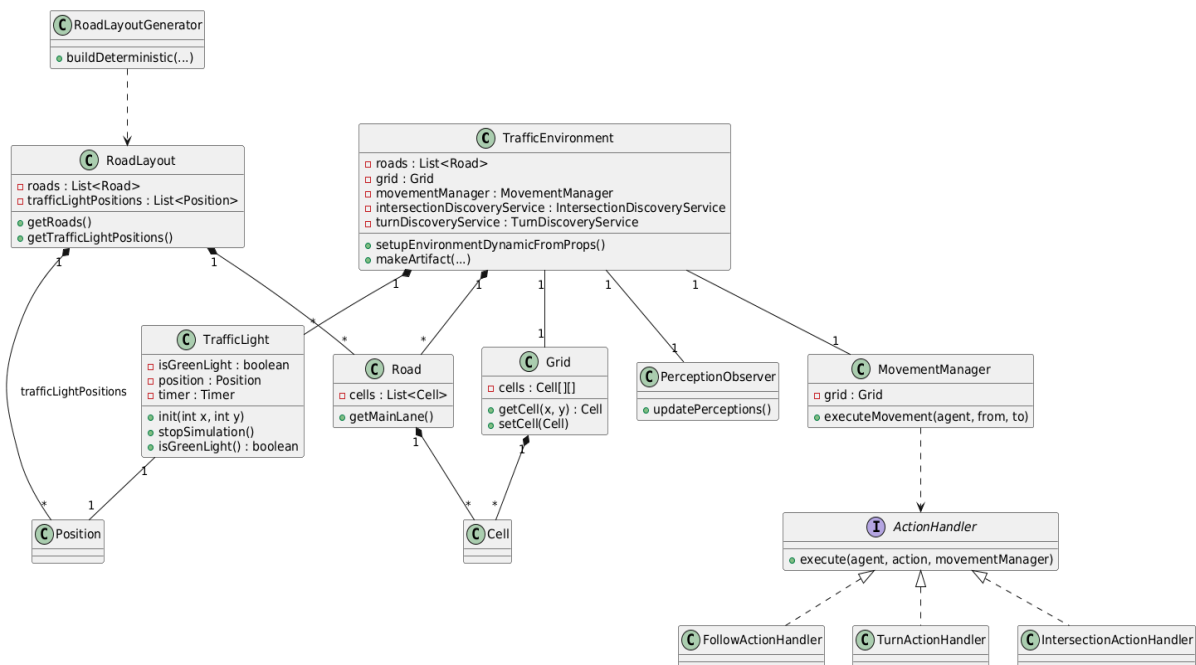 C RoadLayoutGenerator
buildDeterministic(...)
C TrafficEnvironment
roads : List<Road>
grid : Grid
movementManager : MovementManager
intersectionDiscoveryService : IntersectionDiscoveryService
turnDiscoveryService : TurnDiscoveryService
setupEnvironmentDynamicFromProps()
makeArtifact(...)
C RoadLayout
roads : List<Road>
trafficLightPositions : List<Position>
getRoads()
getTrafficLightPositions()
1
1
1
1
1
1
1
*
*
*
1
1
1
C TrafficLight
isGreenLight : boolean
position : Position
timer : Timer
init(int x, int y)
stopSimulation()
isGreenLight() : boolean
C Road
cells : List<Cell>
getMainLane()
C Grid
cells : Cell[][]
getCell(x, y) : Cell
setCell(Cell)
C PerceptionObserver
updatePerceptions()
C MovementManager
grid : Grid
executeMovement(agent, from, to)
trafficLightPositions
1
1
1
*
1
*
*
C Position
C Cell
I ActionHandler
execute(agent, action, movementManager)
C FollowActionHandler
C TurnActionHandler
C IntersectionActionHandler